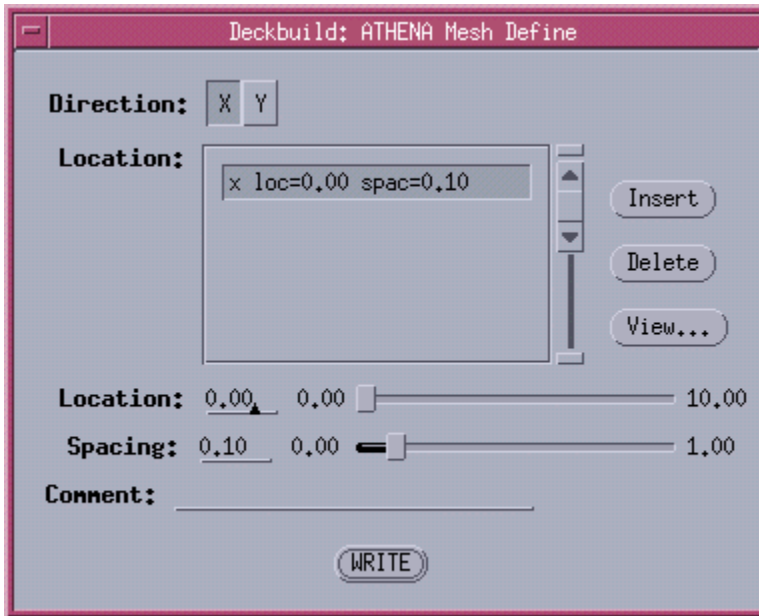 Deckbuild: ATHENA Mesh Define
Direction: X Y
Location:
x loc=0.00 spac=0.10
Insert
Delete
View...
Location: 0.00 0.00 10.00
Spacing: 0.10 0.00 1.00
Comment:
WRITE